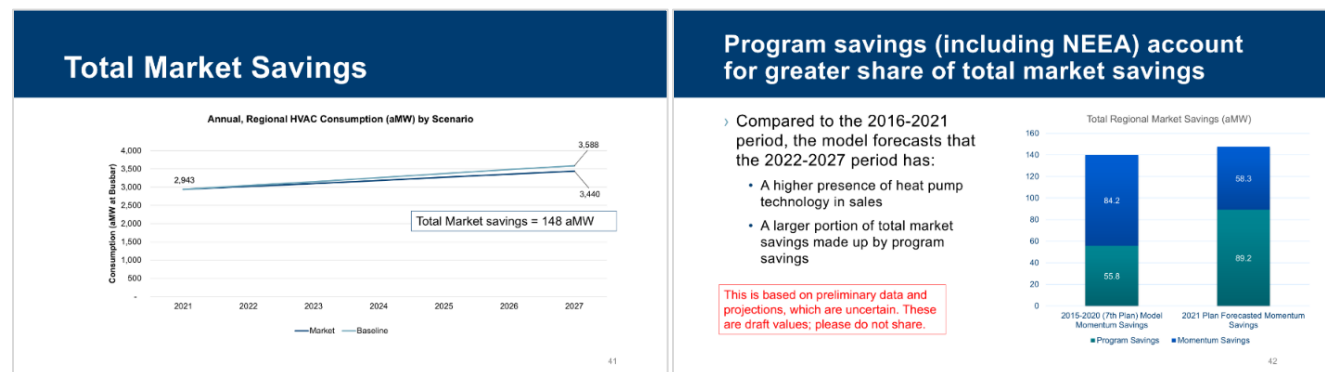 Total Market Savings
Annual, Regional HVAC Consumption (aMW) by Scenario
Consumption (aMW at Busbar)
4,000
3,500
3,000
2,500
2,000
1,500
1,000
500
-
2,943
3,588
3,440
Total Market savings = 148 aMW
2021 2022 2023 2024 2025 2026 2027
Market Baseline
41
Program savings (including NEEA) account
for greater share of total market savings
› Compared to the 2016-2021
period, the model forecasts that
the 2022-2027 period has:
• A higher presence of heat pump
technology in sales
• A larger portion of total market
savings made up by program
savings
This is based on preliminary data and
projections, which are uncertain. These
are draft values; please do not share.
Total Regional Market Savings (aMW)
160
140
120
100
80
60
40
20
0
84.2
55.8
58.3
89.2
2015-2020 (7th Plan) Model
Momentum Savings
2021 Plan Forecasted Momentum
Savings
Program Savings Momentum Savings
42